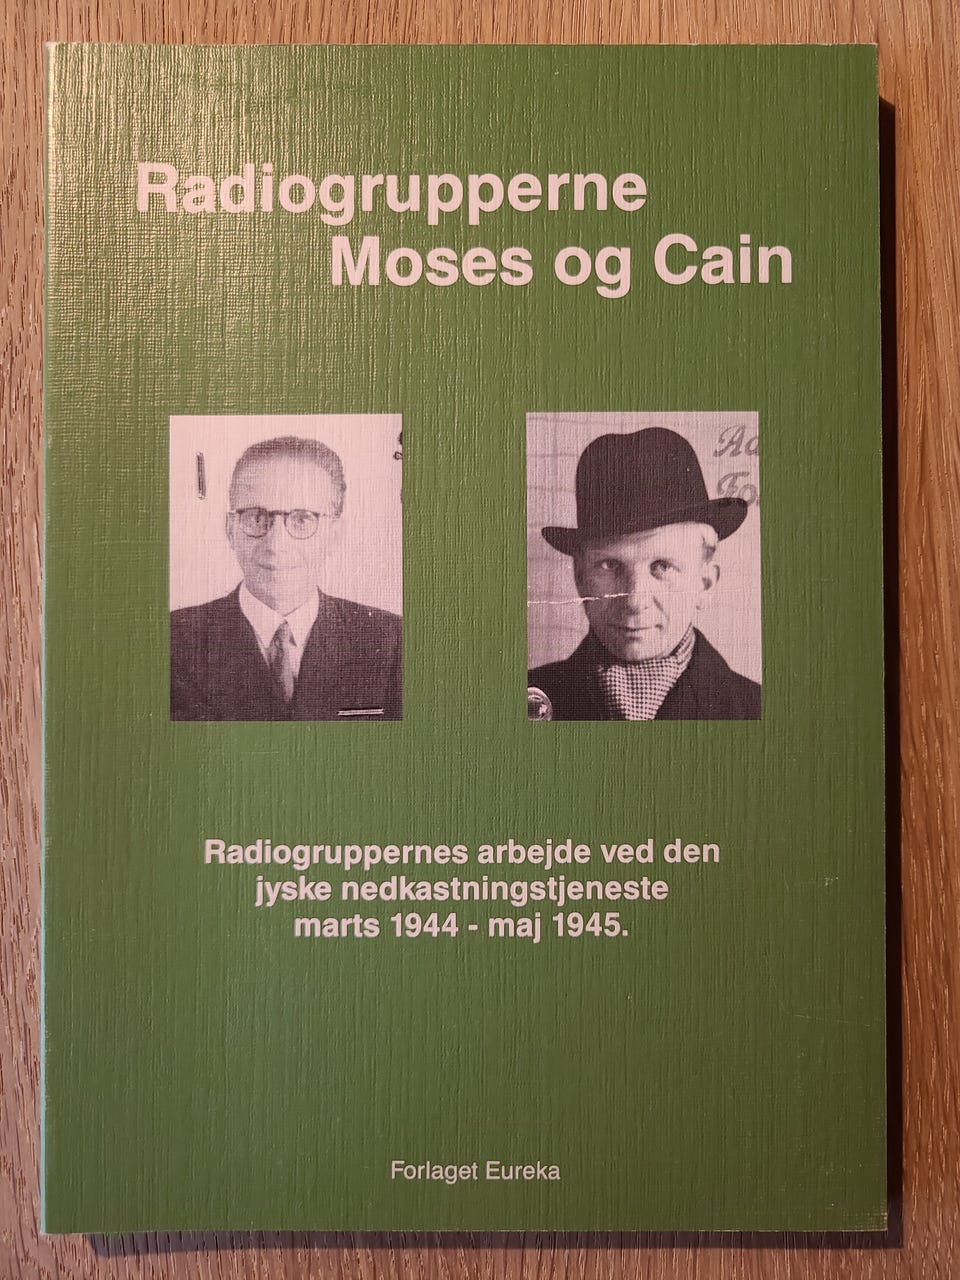 Radiogrupperne
Moses og Cain
Radiogruppernes arbejde ved den
jyske nedkastningstjeneste
marts 1944 - maj 1945.
Forlaget Eureka